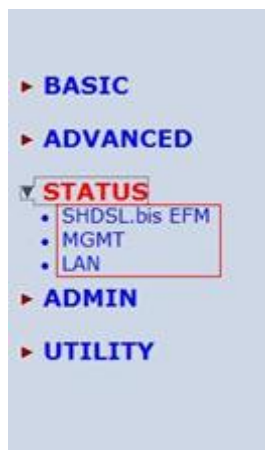 BASIC
ADVANCED
STATUS
SHDSL.bis EFM
MGMT
LAN
ADMIN
UTILITY